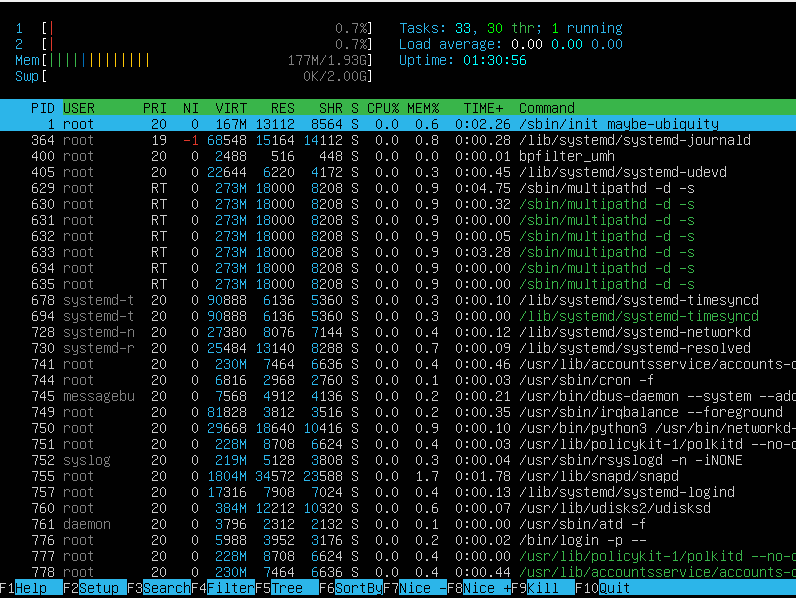 1 [| 0.7%] Tasks: 33, 30 thr; 1 running
2 [| 0.7%] Load average: 0.00 0.00 0.00
Mem[||||||||||||| 177M/1.93G] Uptime: 01:30:56
Swp[ 0K/2.00G]
PID USER PRI NI VIRT RES SHR S CPU% MEM% TIME+ Command
1 root 20 0 167M 13112 8564 S 0.0 0.6 0:02.26 /sbin/init maybe-ubiquity
364 root 19 -1 68548 15164 14112 S 0.0 0.8 0:00.28 /lib/systemd/systemd-journald
400 root 20 0 2488 516 448 S 0.0 0.0 0:00.01 bpfilter_umh
405 root 20 0 22644 6220 4172 S 0.0 0.3 0:00.45 /lib/systemd/systemd-udevd
629 root RT 0 273M 18000 8208 S 0.0 0.9 0:04.75 /sbin/multipathd -d -s
630 root RT 0 273M 18000 8208 S 0.0 0.9 0:00.32 /sbin/multipathd -d -s
631 root RT 0 273M 18000 8208 S 0.0 0.9 0:00.00 /sbin/multipathd -d -s
632 root RT 0 273M 18000 8208 S 0.0 0.9 0:00.05 /sbin/multipathd -d -s
633 root RT 0 273M 18000 8208 S 0.0 0.9 0:03.28 /sbin/multipathd -d -s
634 root RT 0 273M 18000 8208 S 0.0 0.9 0:00.00 /sbin/multipathd -d -s
635 root RT 0 273M 18000 8208 S 0.0 0.9 0:00.00 /sbin/multipathd -d -s
678 systemd-t 20 0 90888 6136 5360 S 0.0 0.3 0:00.10 /lib/systemd/systemd-timesyncd
694 systemd-t 20 0 90888 6136 5360 S 0.0 0.3 0:00.00 /lib/systemd/systemd-timesyncd
728 systemd-n 20 0 27380 8076 7144 S 0.0 0.4 0:00.12 /lib/systemd/systemd-networkd
730 systemd-r 20 0 25484 13140 8288 S 0.0 0.7 0:00.09 /lib/systemd/systemd-resolved
741 root 20 0 230M 7464 6636 S 0.0 0.4 0:00.46 /usr/lib/accountsservice/accounts-d
744 root 20 0 6816 2968 2760 S 0.0 0.1 0:00.03 /usr/sbin/cron -f
745 messagebu 20 0 7568 4912 4136 S 0.0 0.2 0:00.21 /usr/bin/dbus-daemon --system --add
749 root 20 0 81828 3812 3516 S 0.0 0.2 0:00.35 /usr/sbin/irqbalance --foreground
750 root 20 0 29668 18640 10416 S 0.0 0.9 0:00.10 /usr/bin/python3 /usr/bin/networkd-
751 root 20 0 228M 8708 6624 S 0.0 0.4 0:00.03 /usr/lib/policykit-1/polkitd --no-d
752 syslog 20 0 219M 5128 3808 S 0.0 0.3 0:00.04 /usr/sbin/rsyslogd -n -iNONE
755 root 20 0 1804M 34572 23588 S 0.0 1.7 0:01.78 /usr/lib/snapd/snapd
757 root 20 0 17316 7908 7024 S 0.0 0.4 0:00.13 /lib/systemd/systemd-logind
760 root 20 0 384M 12212 10320 S 0.0 0.6 0:00.07 /usr/lib/udisks2/udisksd
761 daemon 20 0 3796 2312 2132 S 0.0 0.1 0:00.00 /usr/sbin/atd -f
762 root 20 0 5988 3952 3176 S 0.0 0.2 0:00.02 /bin/login -p --
777 root 20 0 228M 8708 6624 S 0.0 0.4 0:00.00 /usr/lib/policykit-1/polkitd --no-d
778 root 20 0 230M 7464 6636 S 0.0 0.4 0:00.44 /usr/lib/accountsservice/accounts-d
F1Help F2Setup F3SearchF4FilterF5Tree F6SortByF7Nice -F8Nice +F9Kill F10Quit